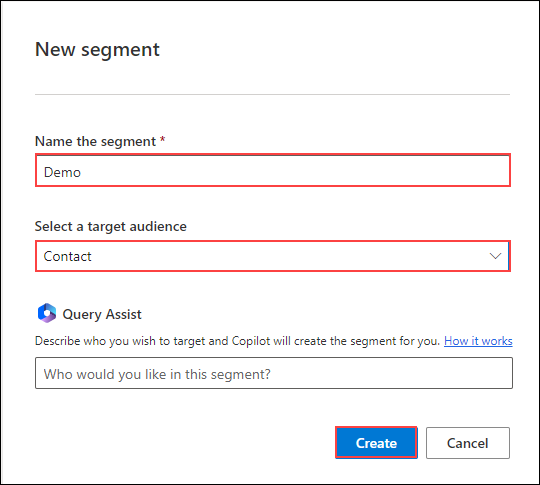 New segment
Name the segment *
Demo
Select a target audience
Contact
Query Assist
Describe who you wish to target and Copilot will create the segment for you. How it works
Who would you like in this segment?
Create
Cancel